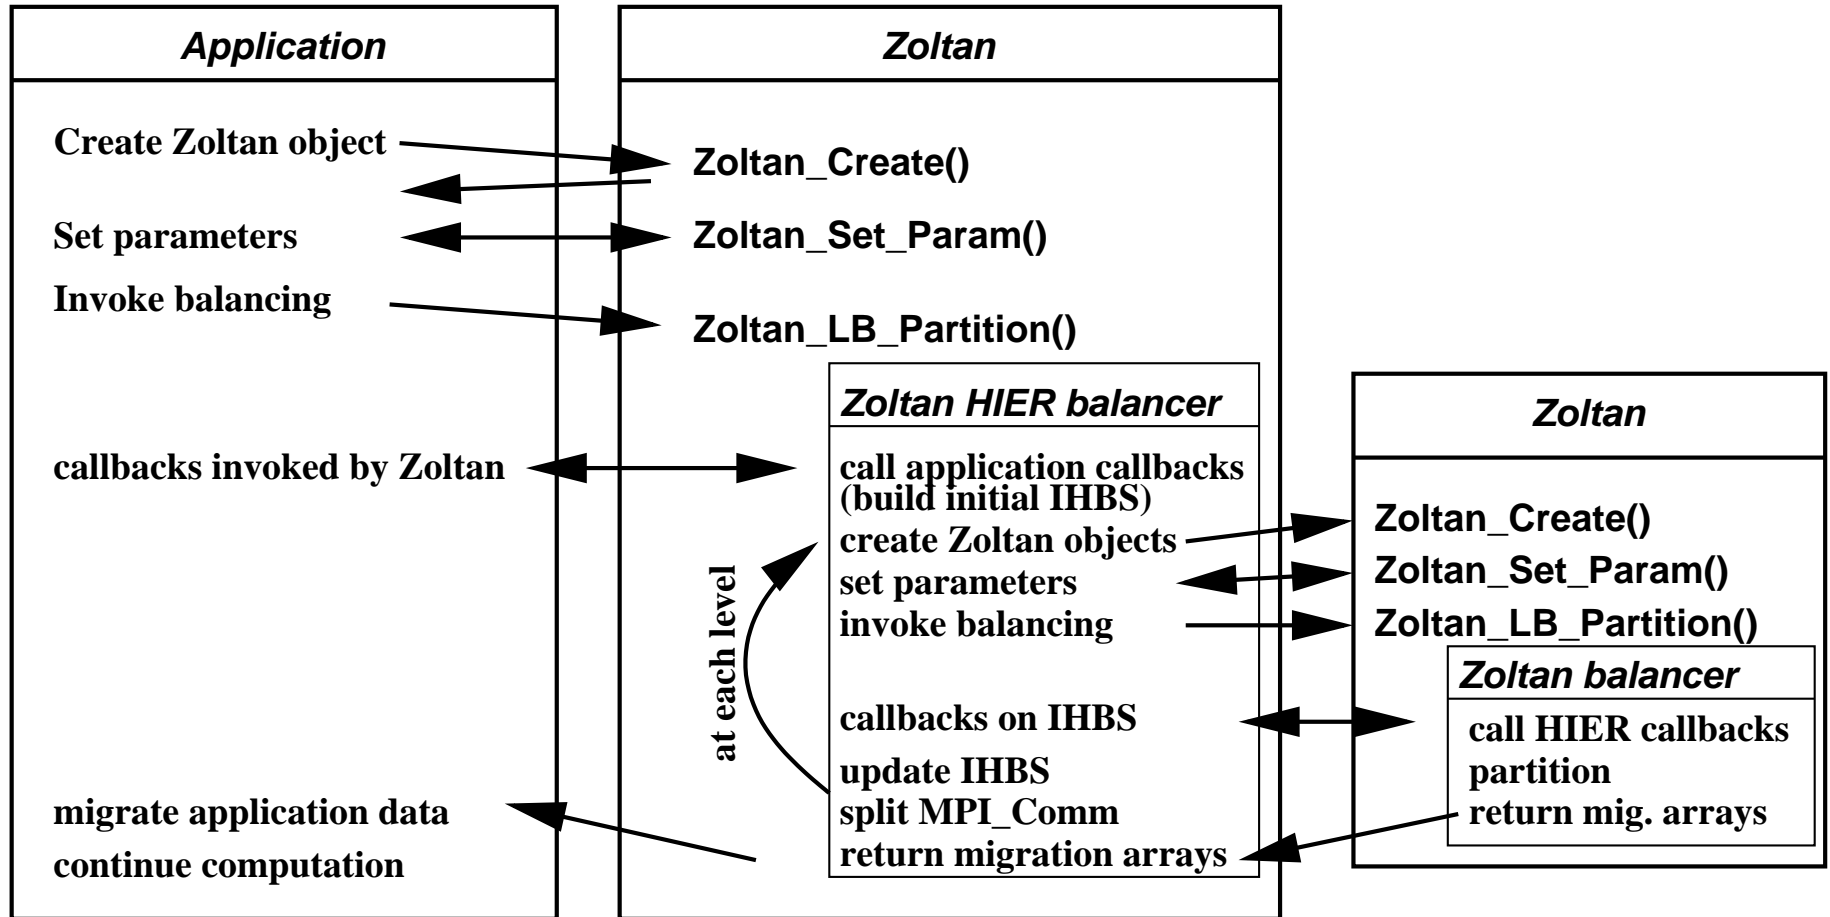 Application
Create Zoltan object
Set parameters
Invoke balancing
callbacks invoked by Zoltan
migrate application data
continue computation
Zoltan
Zoltan_Create()
Zoltan_Set_Param()
Zoltan_LB_Partition()
Zoltan HIER balancer
call application callbacks
(build initial IHBS)
create Zoltan objects
set parameters
invoke balancing
callbacks on IHBS
update IHBS
split MPI_Comm
return migration arrays
at each level
Zoltan
Zoltan_Create()
Zoltan_Set_Param()
Zoltan_LB_Partition()
Zoltan balancer
call HIER callbacks
partition
return mig. arrays